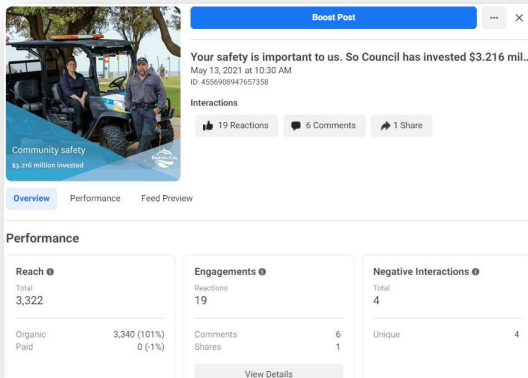 Boost Post
...
Your safety is important to us. So Council has invested $3.216 mil...
May 13, 2021 at 10:30 AM
ID: 4556908947657358
Interactions
19 Reactions
6 Comments
1 Share
Community safety
$3.216 million invested
Overview
Performance
Feed Preview
Performance
Reach
Total
3,322
Organic
3,340 (101%)
Paid
0 (-1%)
Engagements
Reactions
19
Comments
6
Shares
1
View Details
Negative Interactions
Total
4
Unique
4